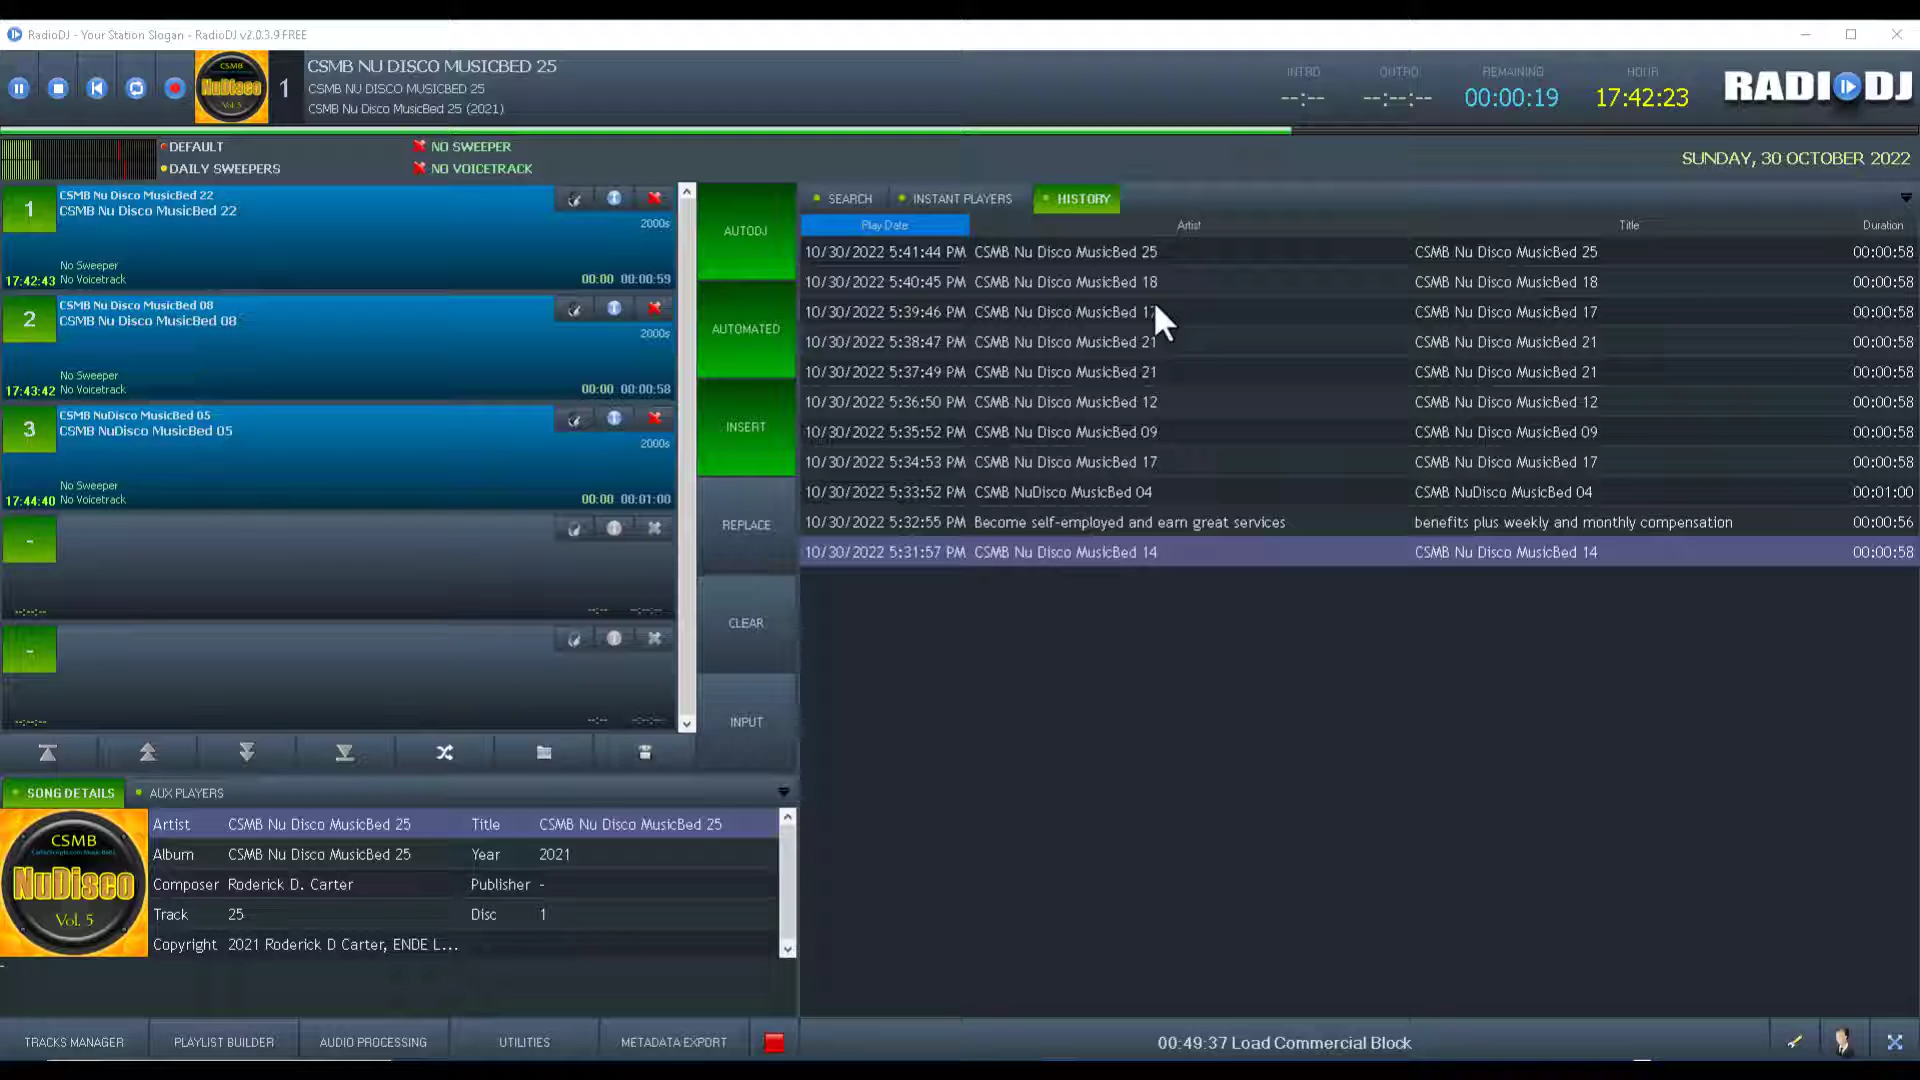 RadioDJ - Your Station Slogan - RadioDJ v2.0.3.9 FREE
CSMB
NuDisco
Vol. 5
1
CSMB NU DISCO MUSICBED 25
CSMB NU DISCO MUSICBED 25
CSMB Nu Disco MusicBed 25 (2021)
INTRO
--:--
OUTRO
--:--:--
REMAINING
00:00:19
HOUR
17:42:23
RADIODJ
DEFAULT
NO SWEEPER
DAILY SWEEPERS
NO VOICETRACK
SUNDAY, 30 OCTOBER 2022
1
CSMB Nu Disco MusicBed 22
CSMB Nu Disco MusicBed 22
2000s
No Sweeper
17:42:43 No Voicetrack 00:00 00:00:59
2
CSMB Nu Disco MusicBed 08
CSMB Nu Disco MusicBed 08
2000s
No Sweeper
17:43:42 No Voicetrack 00:00 00:00:58
3
CSMB NuDisco MusicBed 05
CSMB NuDisco MusicBed 05
2000s
No Sweeper
17:44:40 No Voicetrack 00:00 00:01:00
-
--:--:-- --:-- --:--:--
-
--:--:-- --:-- --:--:--
AUTODJ
AUTOMATED
INSERT
REPLACE
CLEAR
INPUT
SEARCH INSTANT PLAYERS HISTORY
Play Date Artist Title Duration
10/30/2022 5:41:44 PM CSMB Nu Disco MusicBed 25 CSMB Nu Disco MusicBed 25 00:00:58
10/30/2022 5:40:45 PM CSMB Nu Disco MusicBed 18 CSMB Nu Disco MusicBed 18 00:00:58
10/30/2022 5:39:46 PM CSMB Nu Disco MusicBed 17 CSMB Nu Disco MusicBed 17 00:00:58
10/30/2022 5:38:47 PM CSMB Nu Disco MusicBed 21 CSMB Nu Disco MusicBed 21 00:00:58
10/30/2022 5:37:49 PM CSMB Nu Disco MusicBed 21 CSMB Nu Disco MusicBed 21 00:00:58
10/30/2022 5:36:50 PM CSMB Nu Disco MusicBed 12 CSMB Nu Disco MusicBed 12 00:00:58
10/30/2022 5:35:52 PM CSMB Nu Disco MusicBed 09 CSMB Nu Disco MusicBed 09 00:00:58
10/30/2022 5:34:53 PM CSMB Nu Disco MusicBed 17 CSMB Nu Disco MusicBed 17 00:00:58
10/30/2022 5:33:52 PM CSMB NuDisco MusicBed 04 CSMB NuDisco MusicBed 04 00:01:00
10/30/2022 5:32:55 PM Become self-employed and earn great services benefits plus weekly and monthly compensation 00:00:56
10/30/2022 5:31:57 PM CSMB Nu Disco MusicBed 14 CSMB Nu Disco MusicBed 14 00:00:58
SONG DETAILS AUX PLAYERS
CSMB
NuDisco
Vol. 5
Artist CSMB Nu Disco MusicBed 25 Title CSMB Nu Disco MusicBed 25
Album CSMB Nu Disco MusicBed 25 Year 2021
Composer Roderick D. Carter Publisher -
Track 25 Disc 1
Copyright 2021 Roderick D Carter, ENDE L...
-
TRACKS MANAGER PLAYLIST BUILDER AUDIO PROCESSING UTILITIES METADATA EXPORT
00:49:37 Load Commercial Block